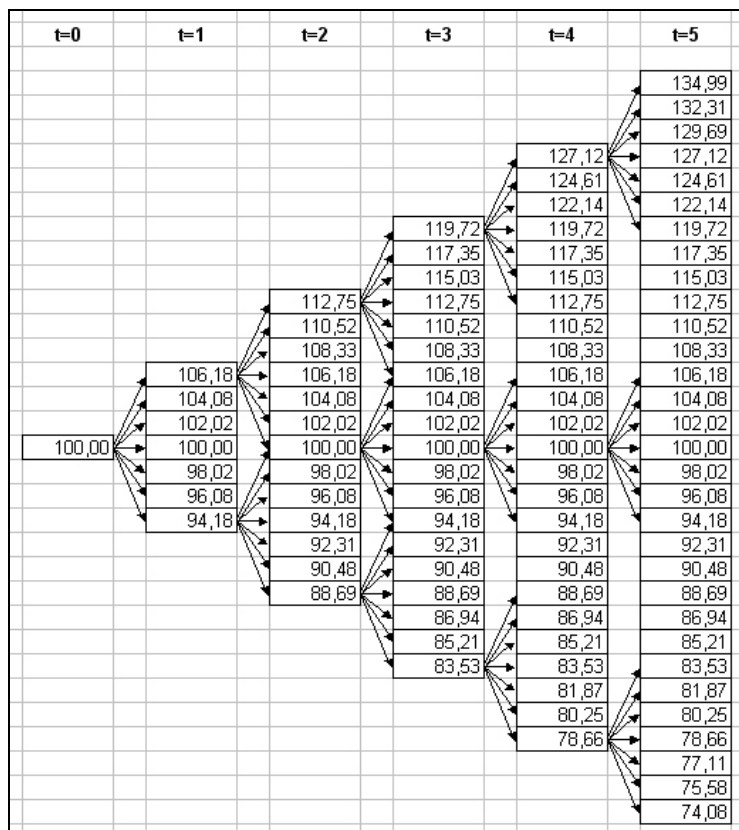 t=0 t=1 t=2 t=3 t=4 t=5
134,99
132,31
129,69
127,12 127,12
124,61 124,61
122,14 122,14
119,72 119,72 119,72
117,35 117,35 117,35
115,03 115,03 115,03
112,75 112,75 112,75 112,75
110,52 110,52 110,52 110,52
108,33 108,33 108,33 108,33
106,18 106,18 106,18 106,18 106,18
104,08 104,08 104,08 104,08 104,08
102,02 102,02 102,02 102,02 102,02
100,00 100,00 100,00 100,00 100,00 100,00
98,02 98,02 98,02 98,02 98,02
96,08 96,08 96,08 96,08 96,08
94,18 94,18 94,18 94,18 94,18
92,31 92,31 92,31 92,31
90,48 90,48 90,48 90,48
88,69 88,69 88,69 88,69
86,94 86,94 86,94
85,21 85,21 85,21
83,53 83,53 83,53
81,87 81,87
80,25 80,25
78,66 78,66
77,11
75,58
74,08